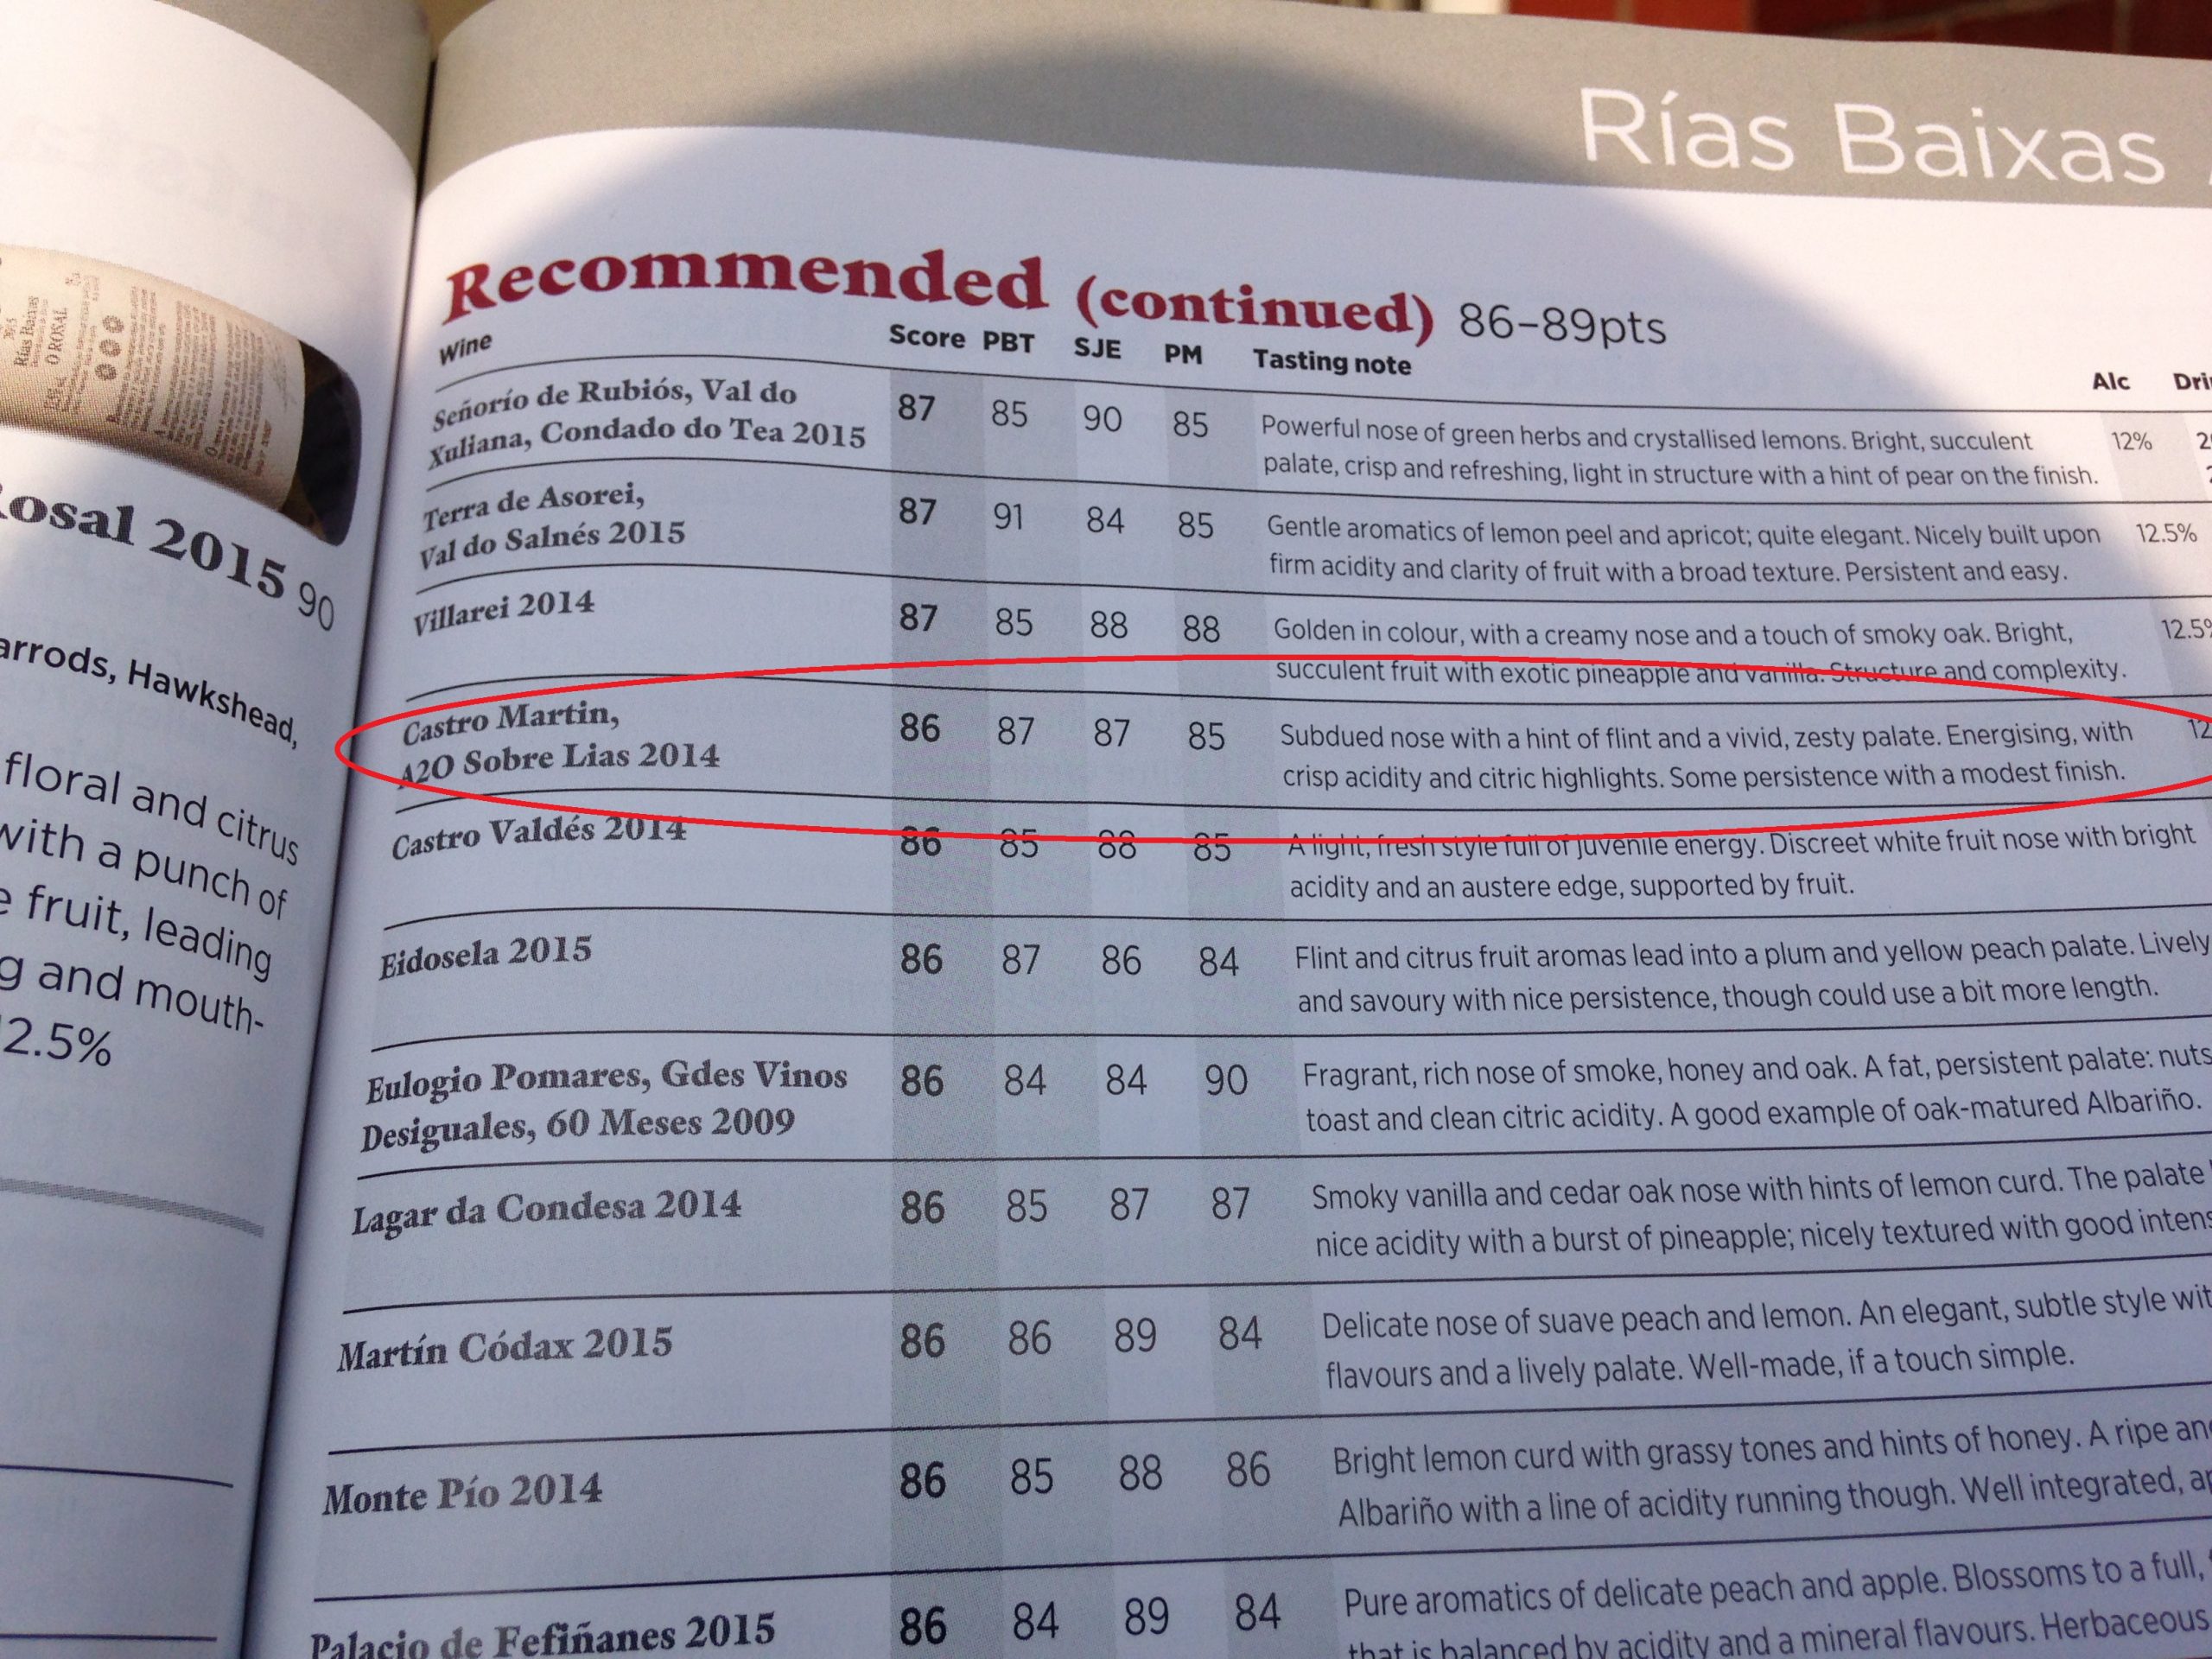 Rías Baixas
O ROSAL
osal 2015 90
arrods, Hawkshead,
floral and citrus
with a punch of
fruit, leading
g and mouth-
2.5%
Rías Baixas
Recommended (continued) 86–89pts
Wine Score PBT SJE PM Tasting note Alc
Señorío de Rubiós, Val do 87 85 90 85 Powerful nose of green herbs and crystallised lemons. Bright, succulent 12%
Xuliana, Condado do Tea 2015 palate, crisp and refreshing, light in structure with a hint of pear on the finish.
Terra de Asorei, 87 91 84 85 Gentle aromatics of lemon peel and apricot; quite elegant. Nicely built upon 12.5%
Val do Salnés 2015 firm acidity and clarity of fruit with a broad texture. Persistent and easy.
Villarei 2014 87 85 88 88 Golden in colour, with a creamy nose and a touch of smoky oak. Bright, 12.5%
succulent fruit with exotic pineapple and vanilla. Structure and complexity.
Castro Martin, 86 87 87 85 Subdued nose with a hint of flint and a vivid, zesty palate. Energising, with 12
A2O Sobre Lias 2014 crisp acidity and citric highlights. Some persistence with a modest finish.
Castro Valdés 2014 86 85 88 85 A light, fresh style full of juvenile energy. Discreet white fruit nose with bright
acidity and an austere edge, supported by fruit.
Eidosela 2015 86 87 86 84 Flint and citrus fruit aromas lead into a plum and yellow peach palate. Lively
and savoury with nice persistence, though could use a bit more length.
Eulogio Pomares, Gdes Vinos 86 84 84 90 Fragrant, rich nose of smoke, honey and oak. A fat, persistent palate: nuts
Desiguales, 60 Meses 2009 toast and clean citric acidity. A good example of oak-matured Albariño.
Lagar da Condesa 2014 86 85 87 87 Smoky vanilla and cedar oak nose with hints of lemon curd. The palate
nice acidity with a burst of pineapple; nicely textured with good intens
Martín Códax 2015 86 86 89 84 Delicate nose of suave peach and lemon. An elegant, subtle style wit
flavours and a lively palate. Well-made, if a touch simple.
Monte Pío 2014 86 85 88 86 Bright lemon curd with grassy tones and hints of honey. A ripe an
Albariño with a line of acidity running though. Well integrated, ap
Palacio de Fefiñanes 2015 86 84 89 84 Pure aromatics of delicate peach and apple. Blossoms to a full,
that is balanced by acidity and a mineral flavours. Herbaceous